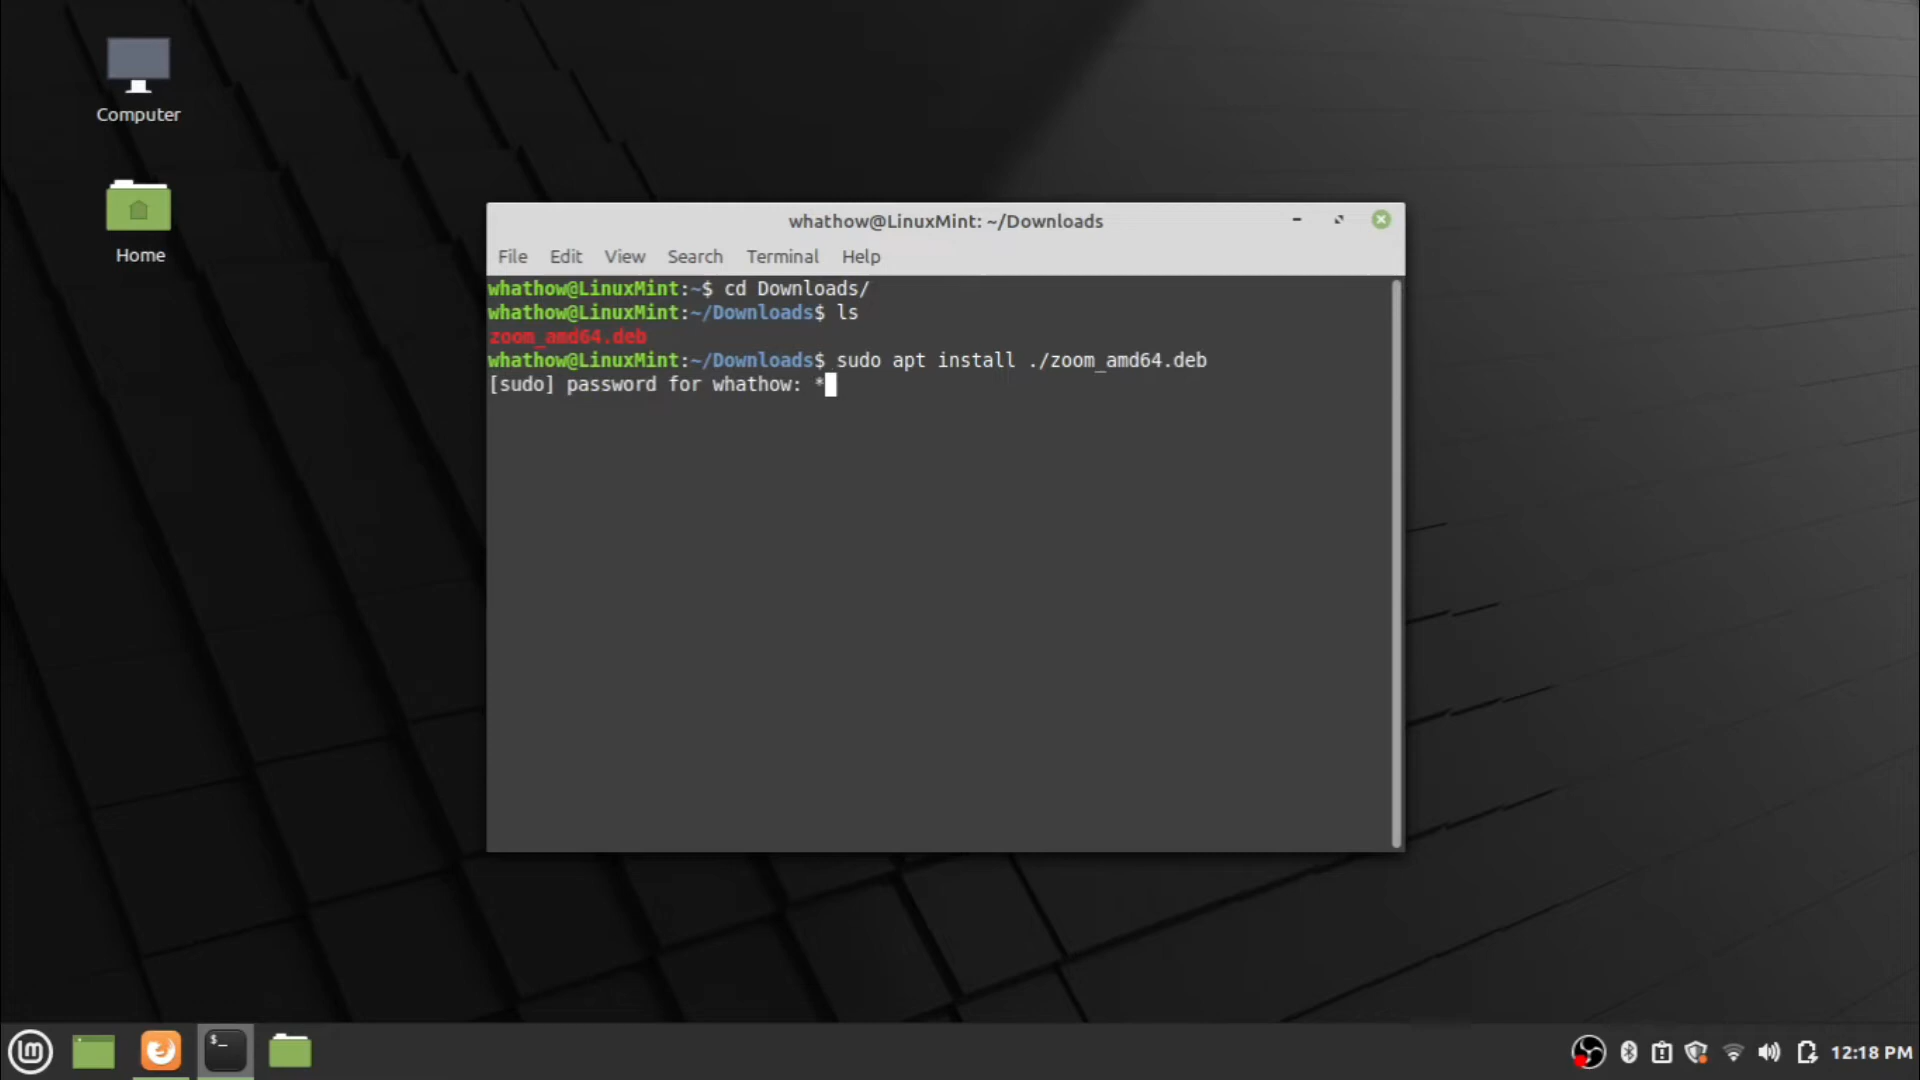 Computer
Home
whathow@LinuxMint: ~/Downloads
File Edit View Search Terminal Help
whathow@LinuxMint:~$ cd Downloads/
whathow@LinuxMint:~/Downloads$ ls
zoom_amd64.deb
whathow@LinuxMint:~/Downloads$ sudo apt install ./zoom_amd64.deb
[sudo] password for whathow: *
$_
lm
12:18 PM